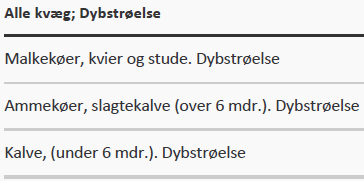 Alle kvæg; Dybstrøelse
Malkekøer, kvier og stude. Dybstrøelse
Ammekøer, slagtekalve (over 6 mdr.). Dybstrøelse
Kalve, (under 6 mdr.). Dybstrøelse